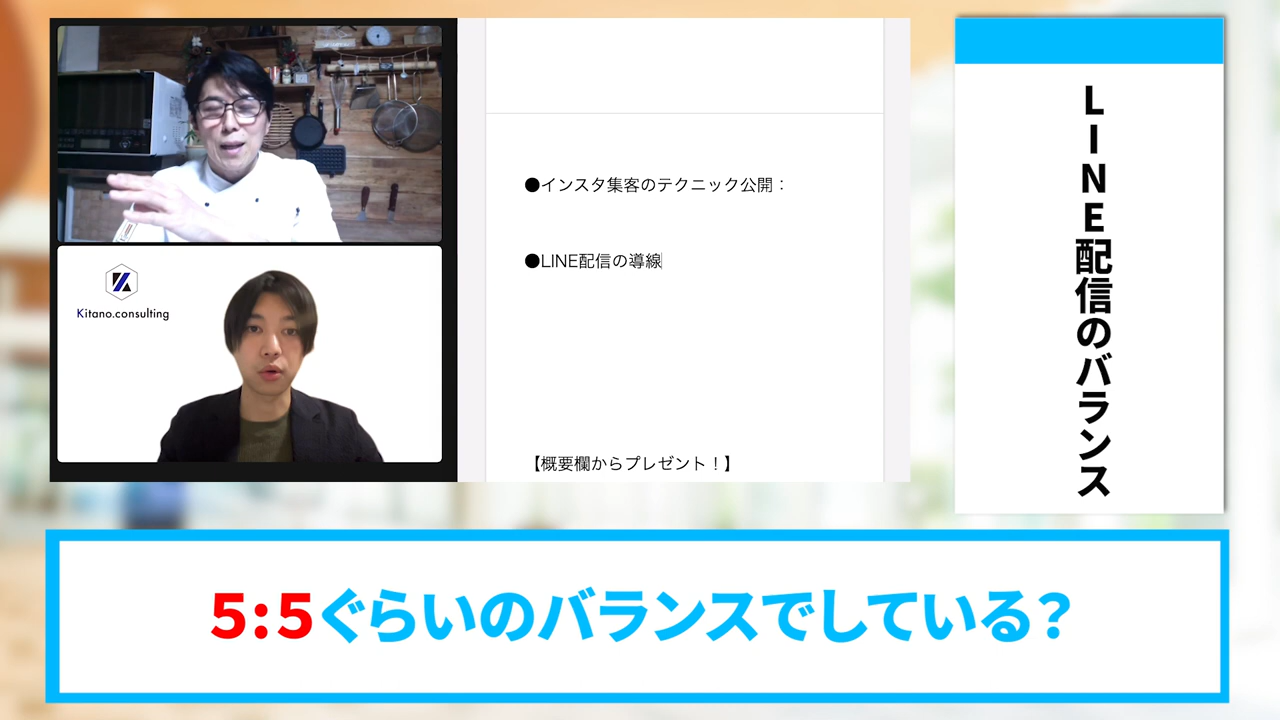 Kitano.consulting
●インスタ集客のテクニック公開：
●LINE配信の導線
【概要欄からプレゼント！】
LINE配信のバランス
5:5ぐらいのバランスでしている？